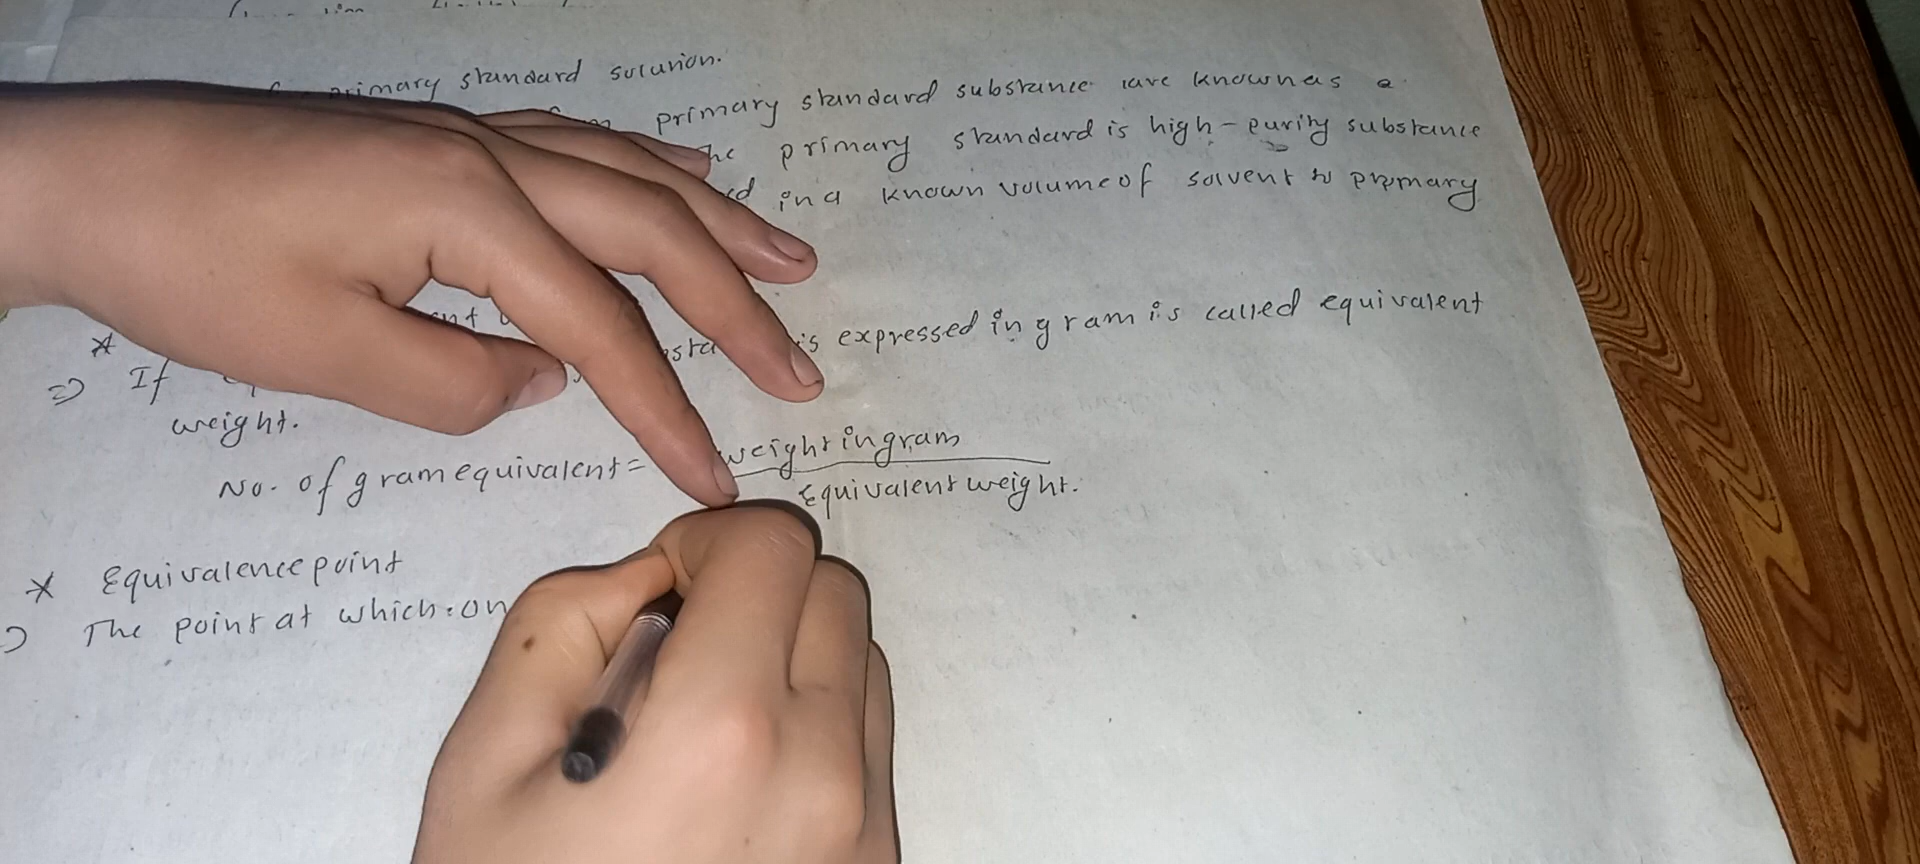 primary standard solution.
primary standard substance are known as a
The primary standard is high-purity substance
in a known volume of solvent to primary
*
is expressed in gram is called equivalent
⇒ If
weight.
No. of gram equivalent = weight in gram
Equivalent weight.
* Equivalence point
The point at which on